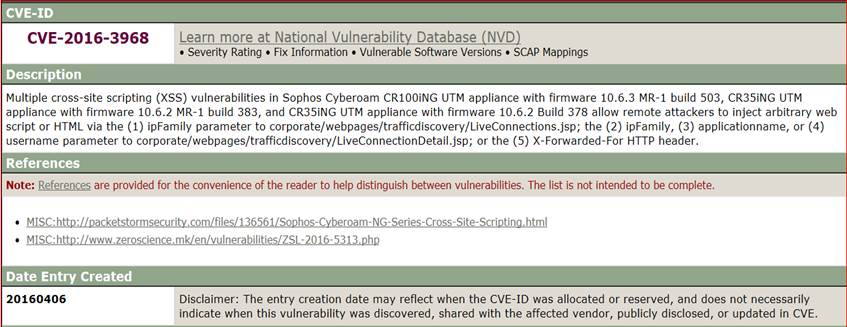 CVE-ID
CVE-2016-3968
Learn more at National Vulnerability Database (NVD)
• Severity Rating • Fix Information • Vulnerable Software Versions • SCAP Mappings
Description
Multiple cross-site scripting (XSS) vulnerabilities in Sophos Cyberoam CR100iNG UTM appliance with firmware 10.6.3 MR-1 build 503, CR35iNG UTM
appliance with firmware 10.6.2 MR-1 build 383, and CR35iNG UTM appliance with firmware 10.6.2 Build 378 allow remote attackers to inject arbitrary web
script or HTML via the (1) ipFamily parameter to corporate/webpages/trafficdiscovery/LiveConnections.jsp; the (2) ipFamily, (3) applicationname, or (4)
username parameter to corporate/webpages/trafficdiscovery/LiveConnectionDetail.jsp; or the (5) X-Forwarded-For HTTP header.
References
Note: References are provided for the convenience of the reader to help distinguish between vulnerabilities. The list is not intended to be complete.
• MISC:http://packetstormsecurity.com/files/136561/Sophos-Cyberoam-NG-Series-Cross-Site-Scripting.html
• MISC:http://www.zeroscience.mk/en/vulnerabilities/ZSL-2016-5313.php
Date Entry Created
20160406
Disclaimer: The entry creation date may reflect when the CVE-ID was allocated or reserved, and does not necessarily
indicate when this vulnerability was discovered, shared with the affected vendor, publicly disclosed, or updated in CVE.